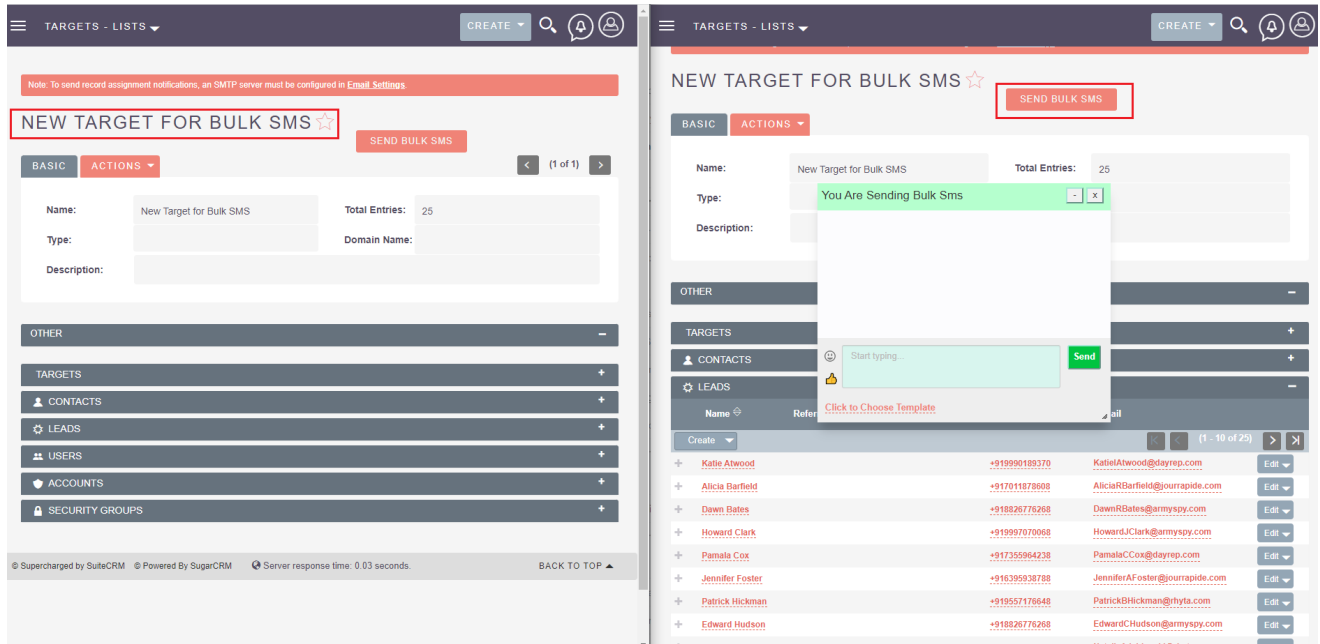 TARGETS - LISTS
CREATE
Note: To send record assignment notifications, an SMTP server must be configured in Email Settings.
NEW TARGET FOR BULK SMS
SEND BULK SMS
BASIC ACTIONS (1 of 1)
Name: New Target for Bulk SMS Total Entries: 25
Type: Domain Name:
Description:
OTHER
TARGETS
CONTACTS
LEADS
USERS
ACCOUNTS
SECURITY GROUPS
© Supercharged by SuiteCRM © Powered By SugarCRM Server response time: 0.03 seconds. BACK TO TOP
TARGETS - LISTS
CREATE
NEW TARGET FOR BULK SMS
SEND BULK SMS
BASIC ACTIONS
Name: New Target for Bulk SMS Total Entries: 25
Type:
Description:
You Are Sending Bulk Sms - x
Start typing...
Send
Click to Choose Template
OTHER
TARGETS
CONTACTS
LEADS
Name Refer ail
Create (1 - 10 of 25)
Katie Atwood +919990189370 KatielAtwood@dayrep.com Edit
Alicia Barfield +917011878608 AliciaRBarfield@jourrapide.com Edit
Dawn Bates +918826776268 DawnRBates@armyspy.com Edit
Howard Clark +919997070068 HowardJClark@armyspy.com Edit
Pamala Cox +917355964238 PamalaCCox@dayrep.com Edit
Jennifer Foster +916395938788 JenniferAFoster@jourrapide.com Edit
Patrick Hickman +919557176648 PatrickBHickman@rhyta.com Edit
Edward Hudson +918826776268 EdwardCHudson@armyspy.com Edit